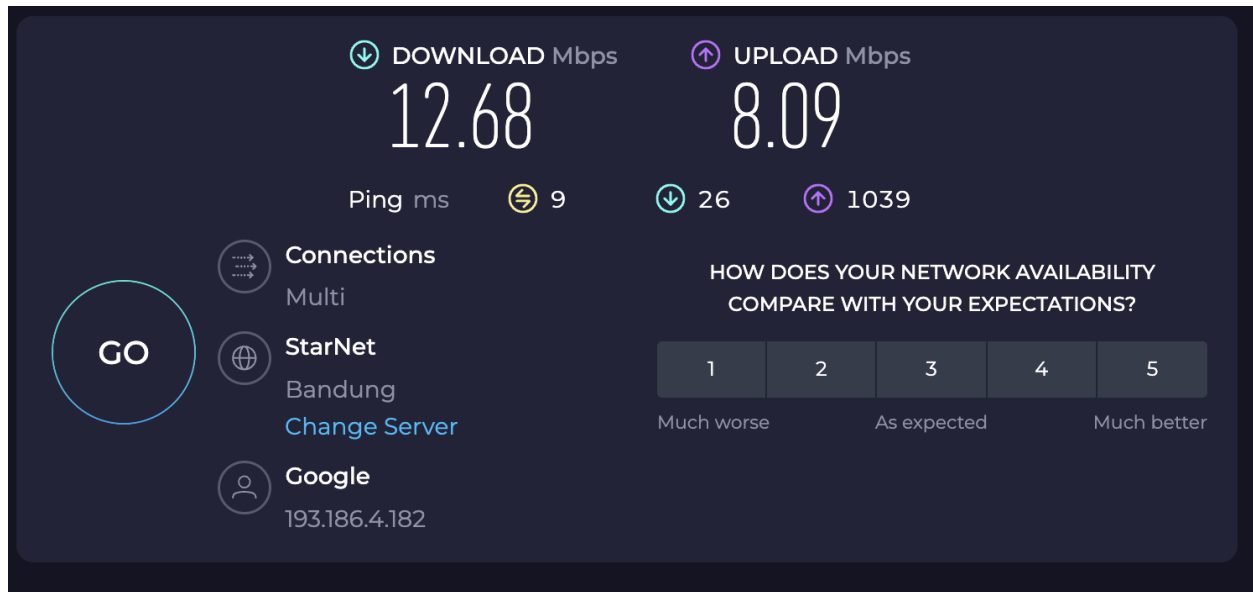 DOWNLOAD Mbps
12.68
UPLOAD Mbps
8.09
Ping ms 9 26 1039
GO
Connections
Multi
StarNet
Bandung
Change Server
Google
193.186.4.182
HOW DOES YOUR NETWORK AVAILABILITY
COMPARE WITH YOUR EXPECTATIONS?
1 2 3 4 5
Much worse As expected Much better